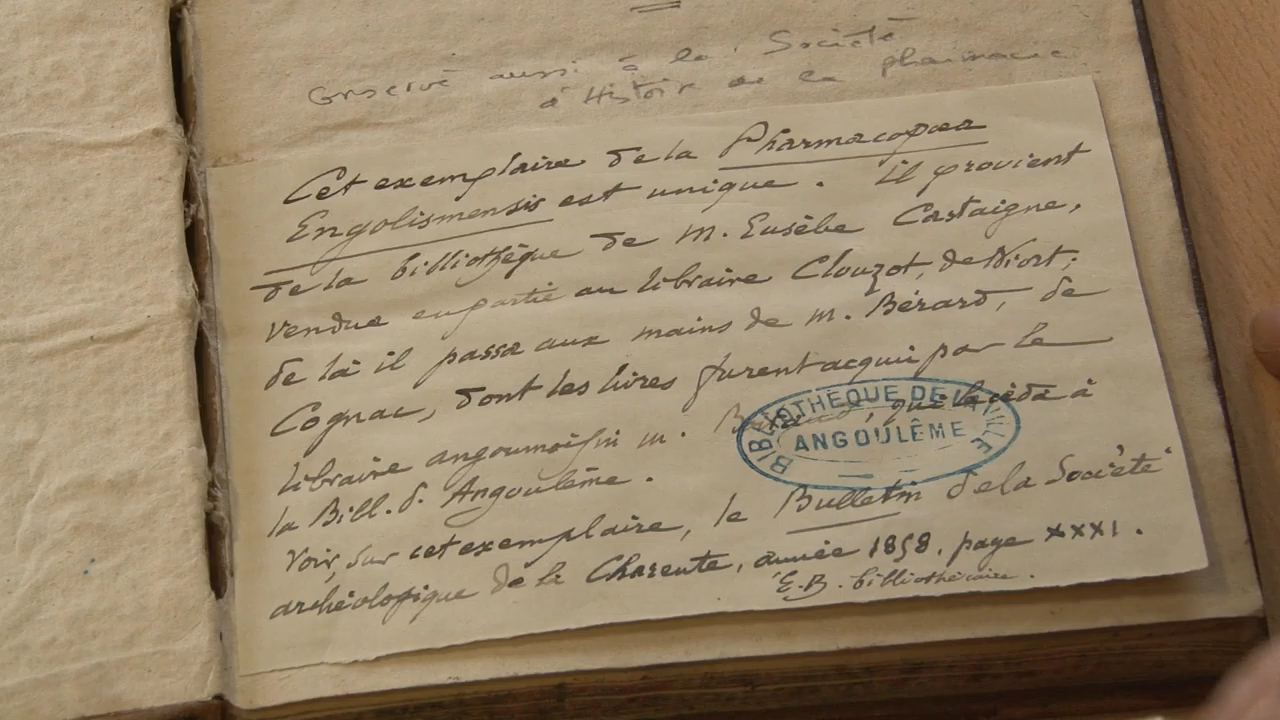 conservé aussi à la Société
d'Histoire de la pharmacie
Cet exemplaire de la Pharmacopœa
Engolismensis est unique. Il provient
de la bibliothèque de M. Eusèbe Castaigne,
vendue en partie au libraire Clouzot, de Niort;
de là il passa aux mains de M. Bérard, de
Cognac, dont les livres furent acquis par le
libraire angoumoisin M. qui le céda à
la Bibl. d'Angoulême.
Voir, sur cet exemplaire, le Bulletin de la Société
archéologique de la Charente, année 1858, page XXXI.
E. B. bibliothécaire.
BIBLIOTHÈQUE DE LA VILLE
ANGOULÊME